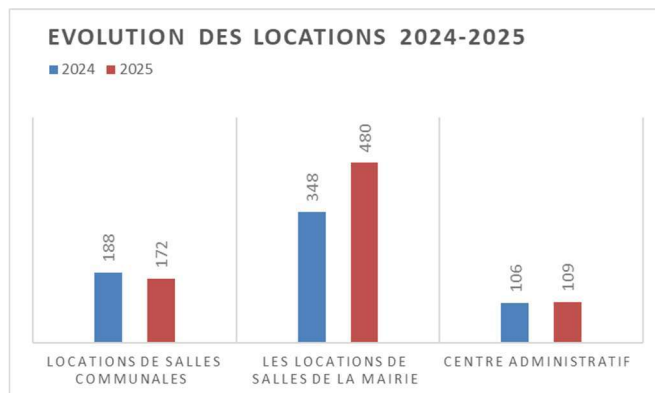 EVOLUTION DES LOCATIONS 2024-2025
2024 2025
188
172
348
480
106
109
LOCATIONS DE SALLES
COMMUNALES
LES LOCATIONS DE
SALLES DE LA MAIRIE
CENTRE ADMINISTRATIF